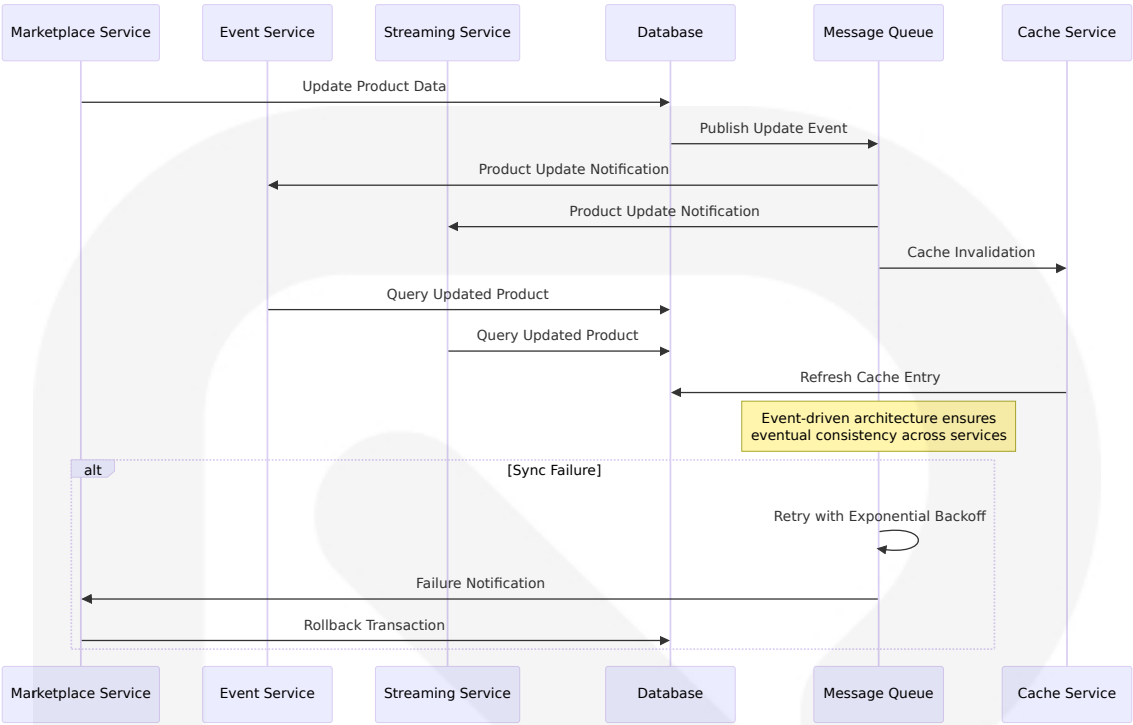 Marketplace Service
Event Service
Streaming Service
Database
Message Queue
Cache Service
Update Product Data
Publish Update Event
Product Update Notification
Product Update Notification
Cache Invalidation
Query Updated Product
Query Updated Product
Refresh Cache Entry
Event-driven architecture ensures
eventual consistency across services
alt
[Sync Failure]
Retry with Exponential Backoff
Failure Notification
Rollback Transaction
Marketplace Service
Event Service
Streaming Service
Database
Message Queue
Cache Service